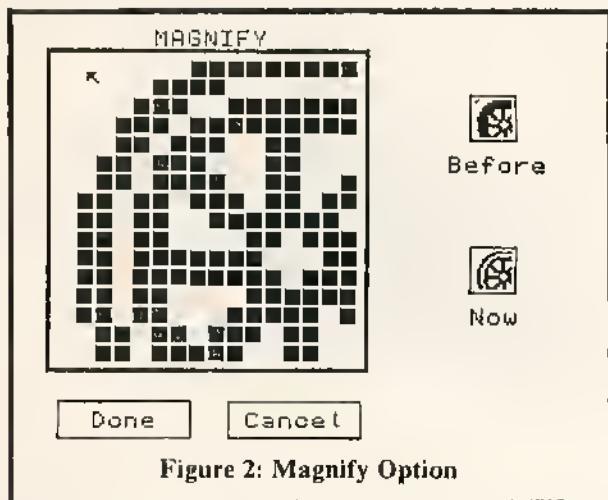 MAGNIFY
Before
Now
Done
Cancel
Figure 2: Magnify Option